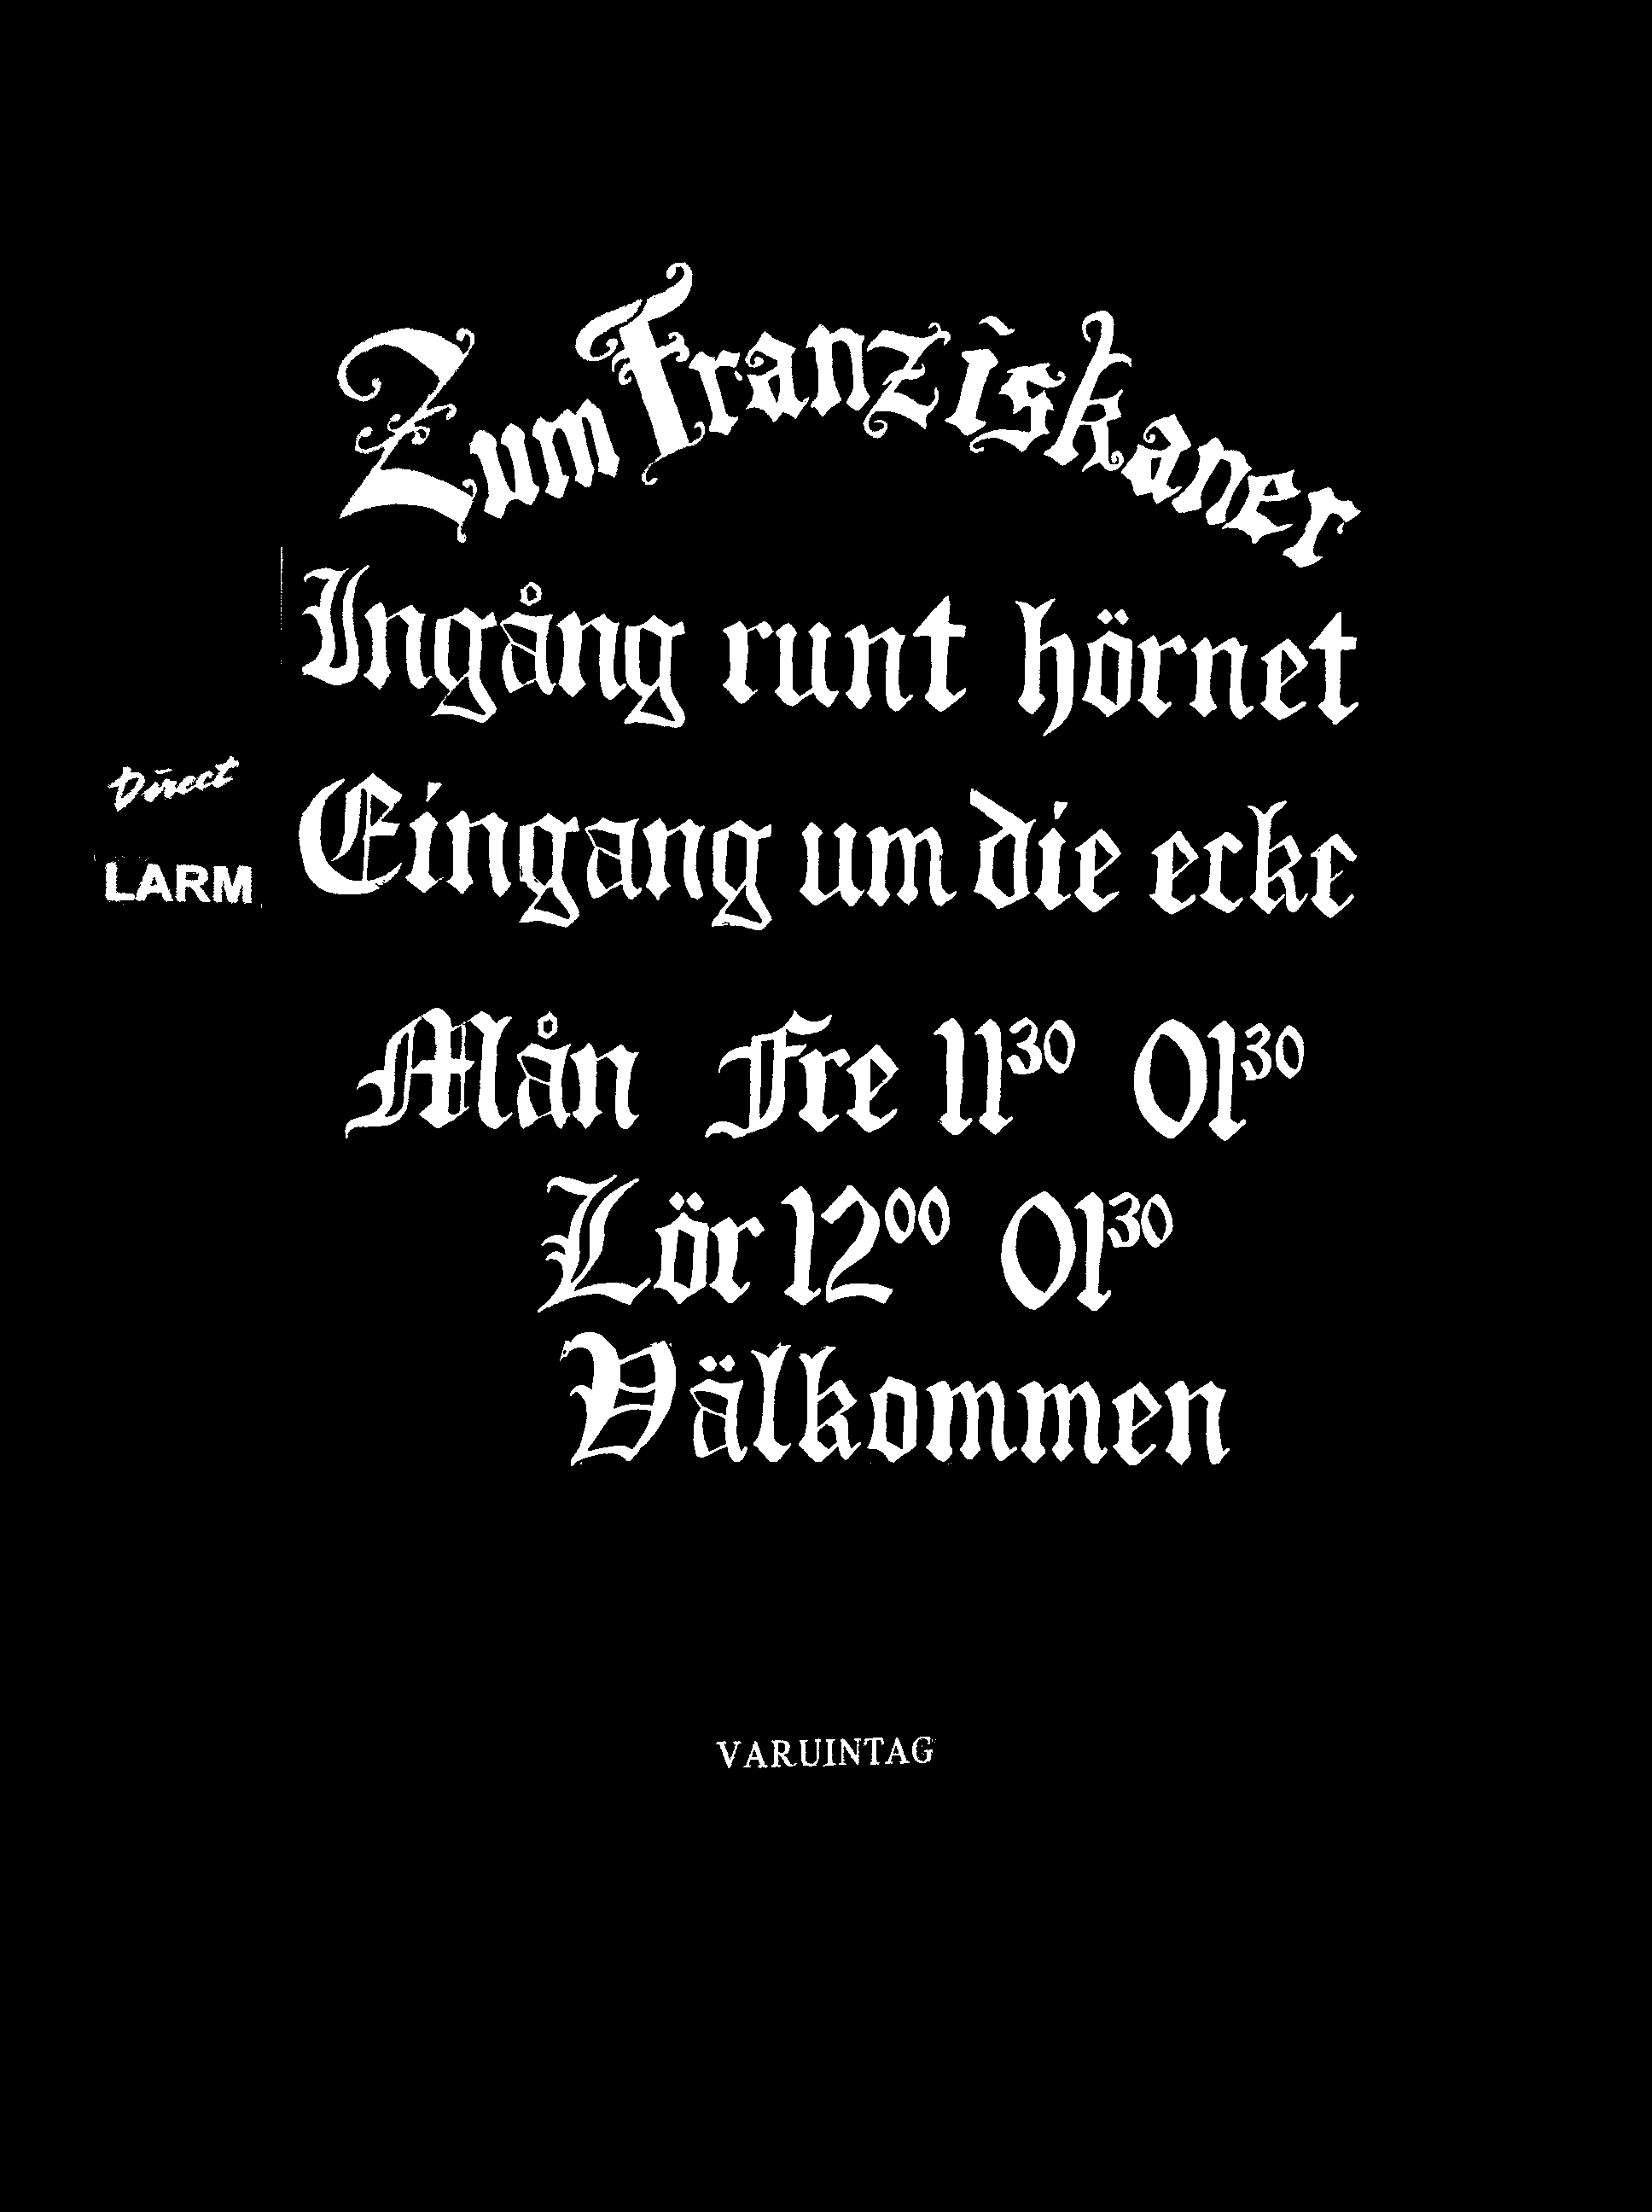 Zum Franziskaner
Ingång runt hörnet
Direct
LARM
Eingang um die ecke
Mån Fre 1130 0130
Lör 1200 0130
Välkommen
VARUINTAG